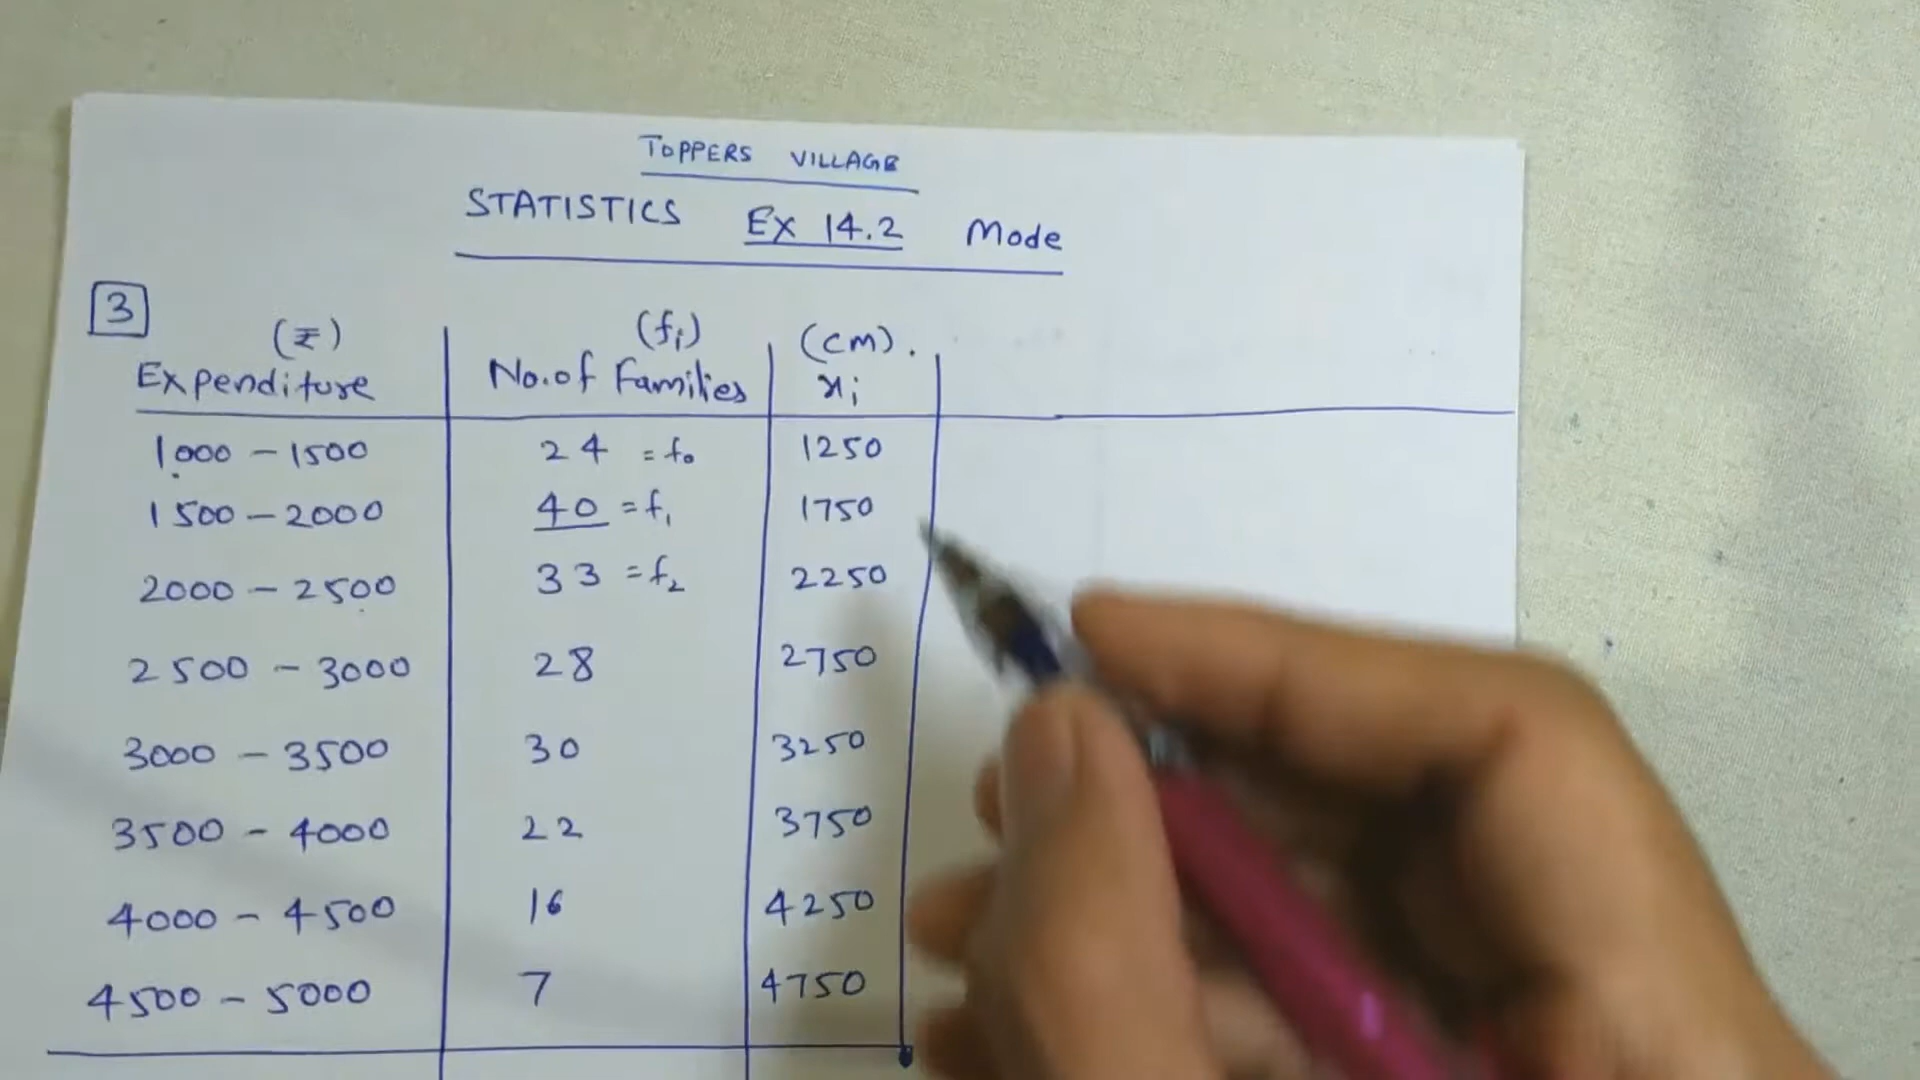 TOPPERS VILLAGE
STATISTICS Ex 14.2 Mode
3
(₹) (fi) (cm).
Expenditure No. of Families xi
1000 - 1500 24 = f₀ 1250
1500 - 2000 40 = f₁ 1750
2000 - 2500 33 = f₂ 2250
2500 - 3000 28 2750
3000 - 3500 30 3250
3500 - 4000 22 3750
4000 - 4500 16 4250
4500 - 5000 7 4750